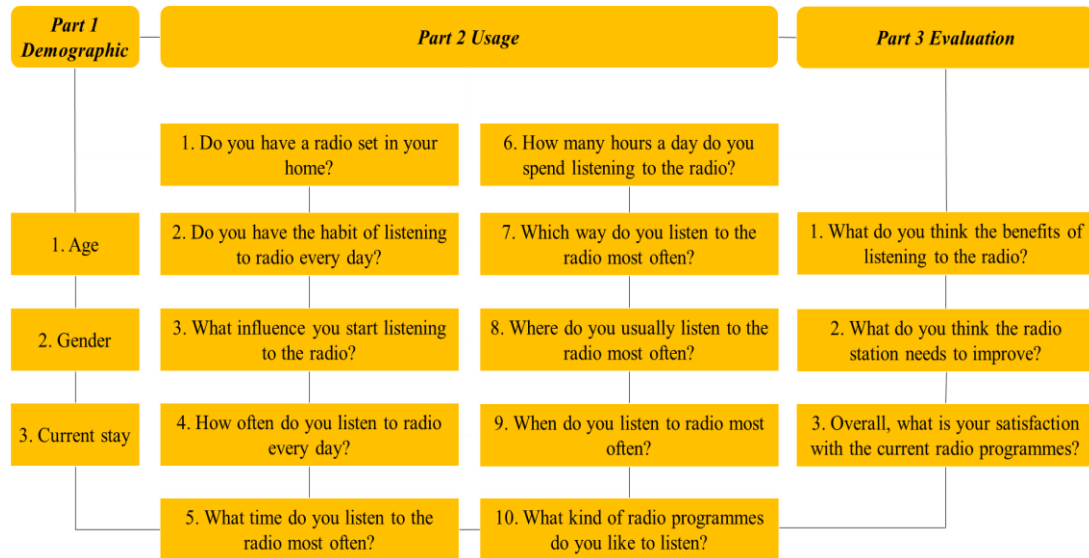 Part 1
Demographic
Part 2 Usage
Part 3 Evaluation
1. Age
2. Gender
3. Current stay
1. Do you have a radio set in your
home?
2. Do you have the habit of listening
to radio every day?
3. What influence you start listening
to the radio?
4. How often do you listen to radio
every day?
5. What time do you listen to the
radio most often?
6. How many hours a day do you
spend listening to the radio?
7. Which way do you listen to the
radio most often?
8. Where do you usually listen to the
radio most often?
9. When do you listen to radio most
often?
10. What kind of radio programmes
do you like to listen?
1. What do you think the benefits of
listening to the radio?
2. What do you think the radio
station needs to improve?
3. Overall, what is your satisfaction
with the current radio programmes?